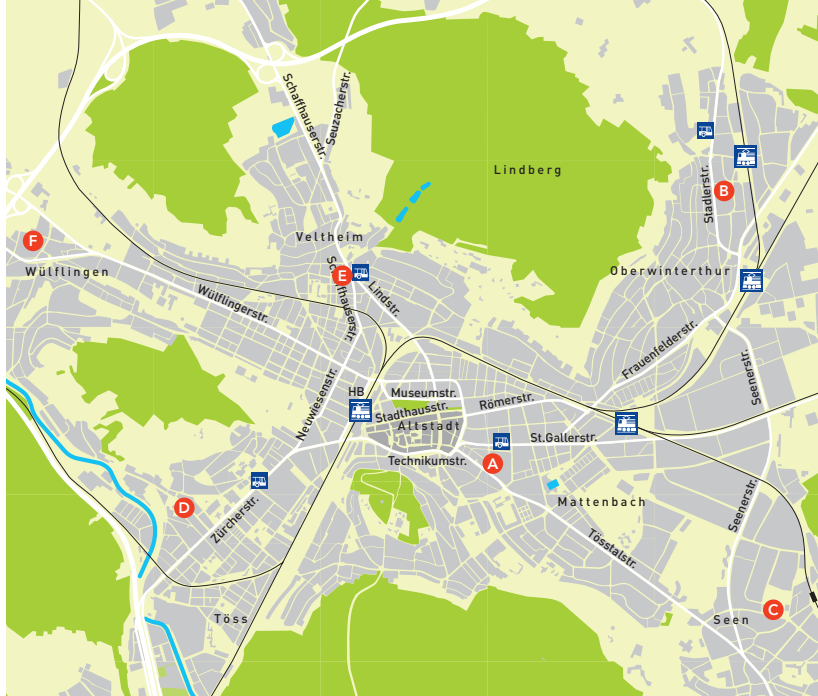 Schaffhauserstr.
Seuzacherstr.
Lindberg
Stadlerstr.
B
Veltheim
F
Wülflingen
E
Schaffhauserstr.
Lindstr.
Oberwinterthur
Wülflingerstr.
Frauenfelderstr.
Seenerstr.
Neuwiesenstr.
HB
Museumstr.
Stadthausstr.
Römerstr.
Altstadt
St.Gallerstr.
Technikumstr.
A
Mattenbach
D
Zürcherstr.
Seenerstr.
Tösstalstr.
Töss
Seen
C